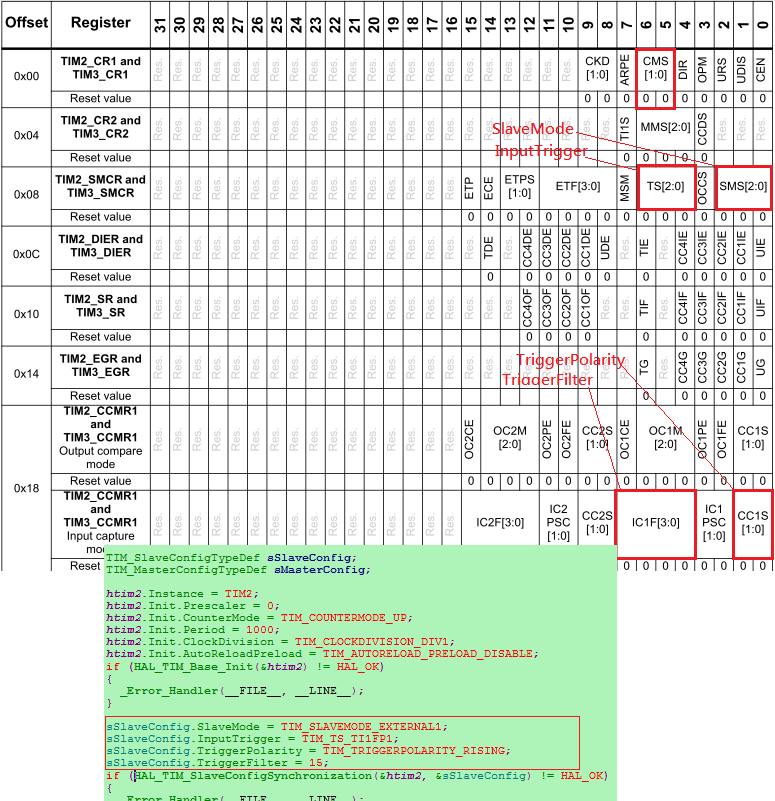 Offset Register 31 30 29 28 27 26 25 24 23 22 21 20 19 18 17 16 15 14 13 12 11 10 9 8 7 6 5 4 3 2 1 0
0x00 TIM2_CR1 and TIM3_CR1 Res. Res. Res. Res. Res. Res. Res. Res. Res. Res. Res. Res. Res. Res. Res. Res. Res. Res. Res. Res. Res. Res. CKD [1:0] ARPE CMS [1:0] DIR OPM URS UDIS CEN
Reset value 0 0 0 0 0 0 0 0 0 0
0x04 TIM2_CR2 and TIM3_CR2 Res. Res. Res. Res. Res. Res. Res. Res. Res. Res. Res. Res. Res. Res. Res. Res. Res. Res. Res. Res. Res. Res. Res. Res. TI1S MMS[2:0] CCDS Res. Res. Res.
SlaveMode
InputTrigger
Reset value 0 0 0 0 0
0x08 TIM2_SMCR and TIM3_SMCR Res. Res. Res. Res. Res. Res. Res. Res. Res. Res. Res. Res. Res. Res. Res. Res. ETP ECE ETPS [1:0] ETF[3:0] MSM TS[2:0] OCCS SMS[2:0]
Reset value 0 0 0 0 0 0 0 0 0 0 0 0 0 0 0 0
0x0C TIM2_DIER and TIM3_DIER Res. Res. Res. Res. Res. Res. Res. Res. Res. Res. Res. Res. Res. Res. Res. Res. Res. TDE Res. CC4DE CC3DE CC2DE CC1DE UDE Res. TIE Res. CC4IE CC3IE CC2IE CC1IE UIE
Reset value 0 0 0 0 0 0 0 0 0 0 0 0
0x10 TIM2_SR and TIM3_SR Res. Res. Res. Res. Res. Res. Res. Res. Res. Res. Res. Res. Res. Res. Res. Res. Res. Res. Res. CC4OF CC3OF CC2OF CC1OF Res. Res. TIF Res. CC4IF CC3IF CC2IF CC1IF UIF
Reset value 0 0 0 0 0 0 0 0 0 0
0x14 TIM2_EGR and TIM3_EGR Res. Res. Res. Res. Res. Res. Res. Res. Res. Res. Res. Res. Res. Res. Res. Res. Res. Res. Res. Res. Res. Res. Res. Res. Res. TG Res. CC4G CC3G CC2G CC1G UG
TriggerPolarity
TriggerFilter
Reset value 0 0 0 0 0 0
0x18 TIM2_CCMR1 and TIM3_CCMR1 Output compare mode Res. Res. Res. Res. Res. Res. Res. Res. Res. Res. Res. Res. Res. Res. Res. Res. OC2CE OC2M [2:0] OC2PE OC2FE CC2S [1:0] OC1CE OC1M [2:0] OC1PE OC1FE CC1S [1:0]
Reset value 0 0 0 0 0 0 0 0 0 0 0 0 0 0 0 0
TIM2_CCMR1 and TIM3_CCMR1 Input capture Res. Res. Res. Res. Res. Res. Res. Res. Res. Res. Res. Res. Res. Res. Res. Res. IC2F[3:0] IC2 PSC [1:0] CC2S [1:0] IC1F[3:0] IC1 PSC [1:0] CC1S [1:0]
Reset
TIM_SlaveConfigTypeDef sSlaveConfig;
TIM_MasterConfigTypeDef sMasterConfig;
htim2.Instance = TIM2;
htim2.Init.Prescaler = 0;
htim2.Init.CounterMode = TIM_COUNTERMODE_UP;
htim2.Init.Period = 1000;
htim2.Init.ClockDivision = TIM_CLOCKDIVISION_DIV1;
htim2.Init.AutoReloadPreload = TIM_AUTORELOAD_PRELOAD_DISABLE;
if (HAL_TIM_Base_Init(&htim2) != HAL_OK)
{
_Error_Handler(__FILE__, __LINE__);
}
sSlaveConfig.SlaveMode = TIM_SLAVEMODE_EXTERNAL1;
sSlaveConfig.InputTrigger = TIM_TS_TI1FP1;
sSlaveConfig.TriggerPolarity = TIM_TRIGGERPOLARITY_RISING;
sSlaveConfig.TriggerFilter = 15;
if (HAL_TIM_SlaveConfigSynchronization(&htim2, &sSlaveConfig) != HAL_OK)
{
_Error_Handler(__FILE__, __LINE__);